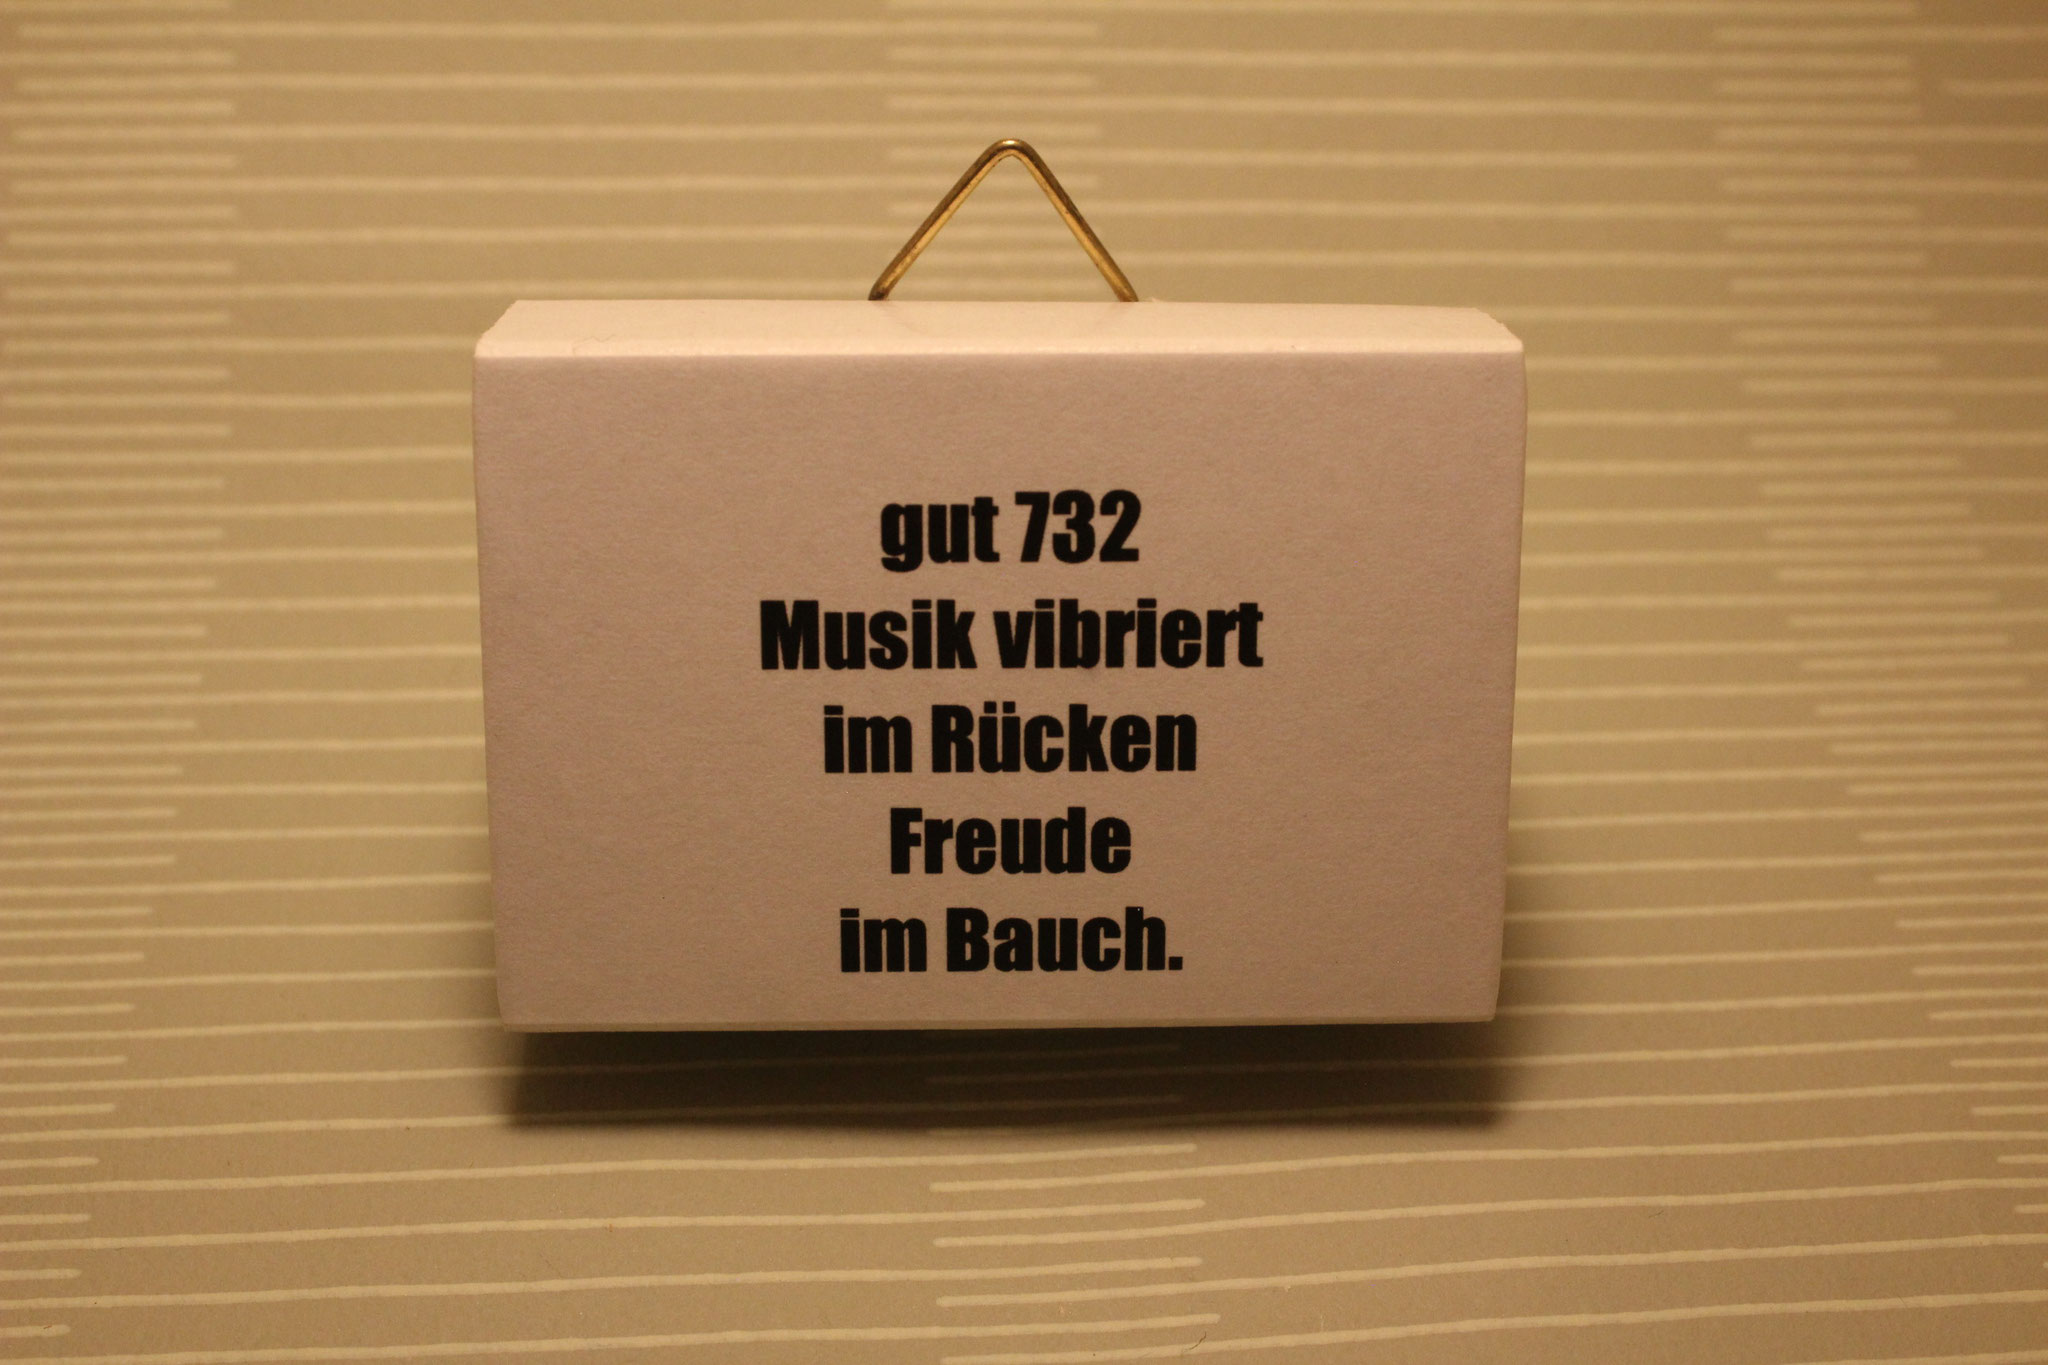 gut 732
Musik vibriert
im Rücken
Freude
im Bauch.